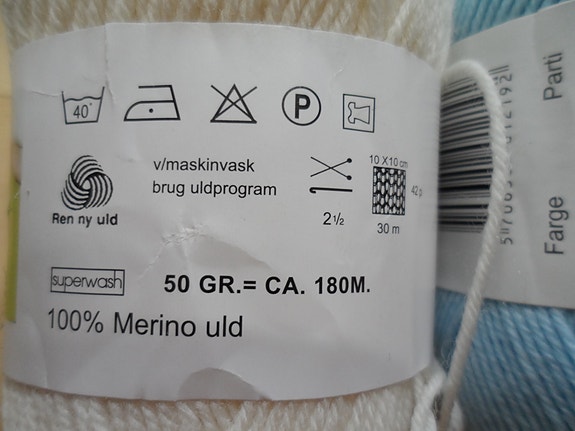 40°
P
v/maskinvask
brug uldprogram
Ren ny uld
10 X 10 cm
42 p
2½
30 m
superwash
50 GR.= CA. 180M.
100% Merino uld
Farge
Parti